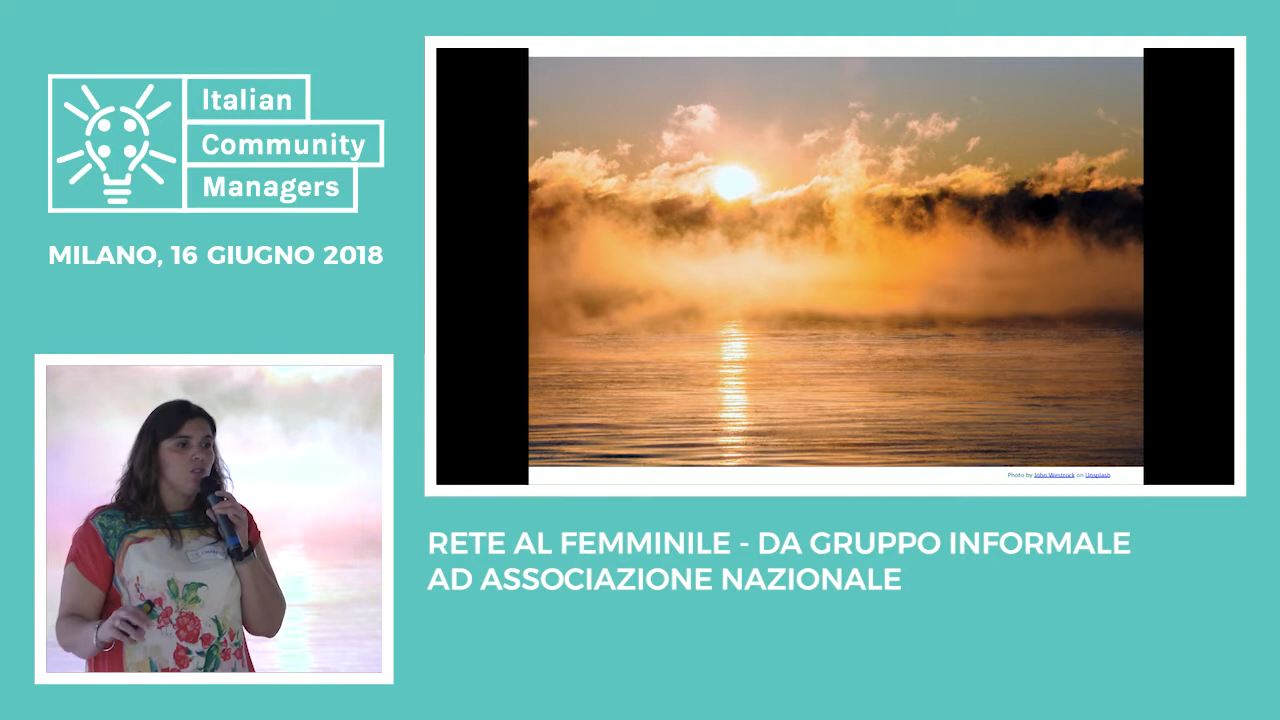 Italian
Community
Managers
MILANO, 16 GIUGNO 2018
Photo by John Westrock on Unsplash
RETE AL FEMMINILE - DA GRUPPO INFORMALE
AD ASSOCIAZIONE NAZIONALE